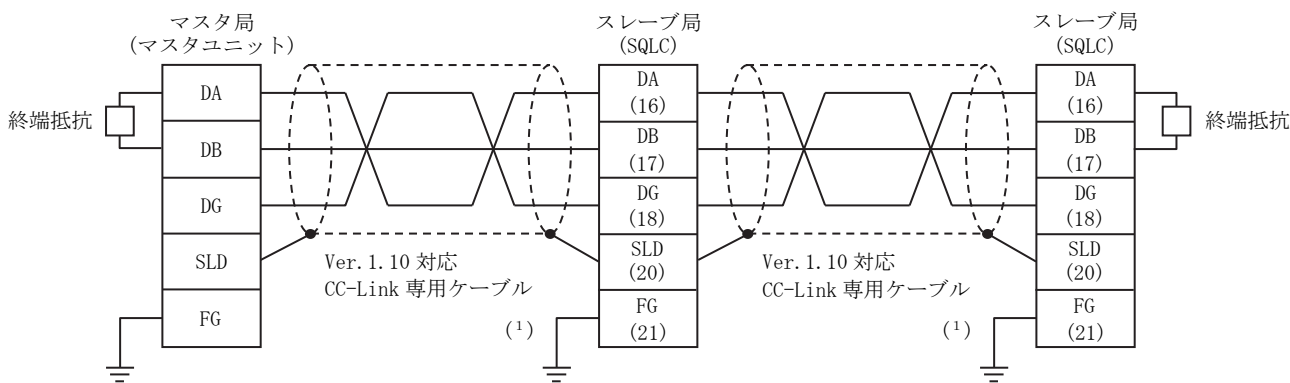 マスタ局
(マスタユニット)
スレーブ局
(SQLC)
スレーブ局
(SQLC)
終端抵抗
DA
DB
DG
SLD
FG
Ver.1.10 対応
CC-Link 専用ケーブル
(1)
DA
(16)
DB
(17)
DG
(18)
SLD
(20)
FG
(21)
Ver.1.10 対応
CC-Link 専用ケーブル
(1)
DA
(16)
DB
(17)
DG
(18)
SLD
(20)
FG
(21)
終端抵抗